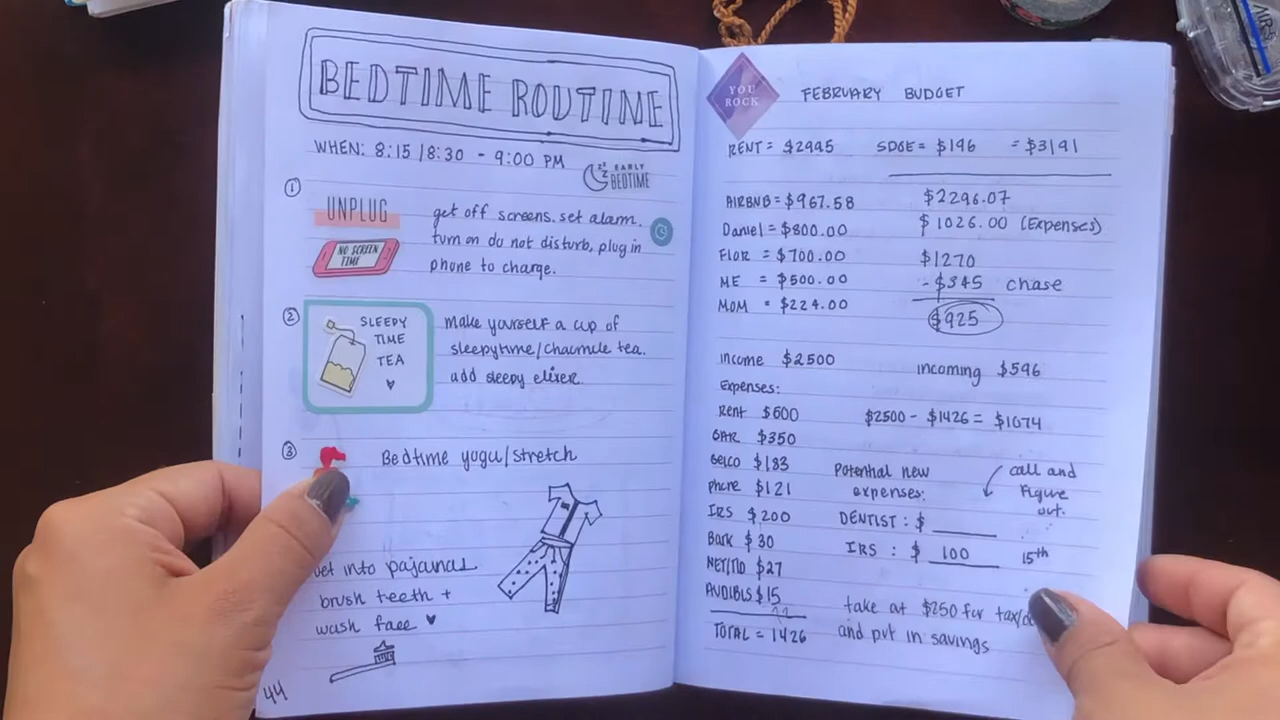 BEDTIME ROUTINE
WHEN: 8:15 / 8:30 - 9:00 PM
EARLY
BEDTIME
1
UNPLUG
NO SCREEN
TIME
get off screens. set alarm.
turn on do not disturb, plug in
phone to charge.
2
SLEEPY
TIME
TEA
make yourself a cup of
sleepytime/chacmcle tea.
add sleepy elixer.
3
Bedtime yoga/stretch
get into pajamas
brush teeth +
wash face
44
YOU
ROCK
FEBRUARY BUDGET
RENT = $2995 SDGE = $196 = $3191
AIRBNB = $967.58
Daniel = $800.00
FLOR = $700.00
ME = $500.00
MOM = $224.00
$2296.07
$1026.00 (Expenses)
$1270
- $345 chase
$925
income $2500
incoming $596
Expenses:
Rent $600
CAR $350
Geico $183
phone $121
IRS $200
Bark $30
$27
$15
TOTAL = 1426
$2500 - $1426 = $1074
Potential new
expenses:
call and
Figure
out.
DENTIST: $
IRS: $ 100 15th
take at $250 for
and put in savings